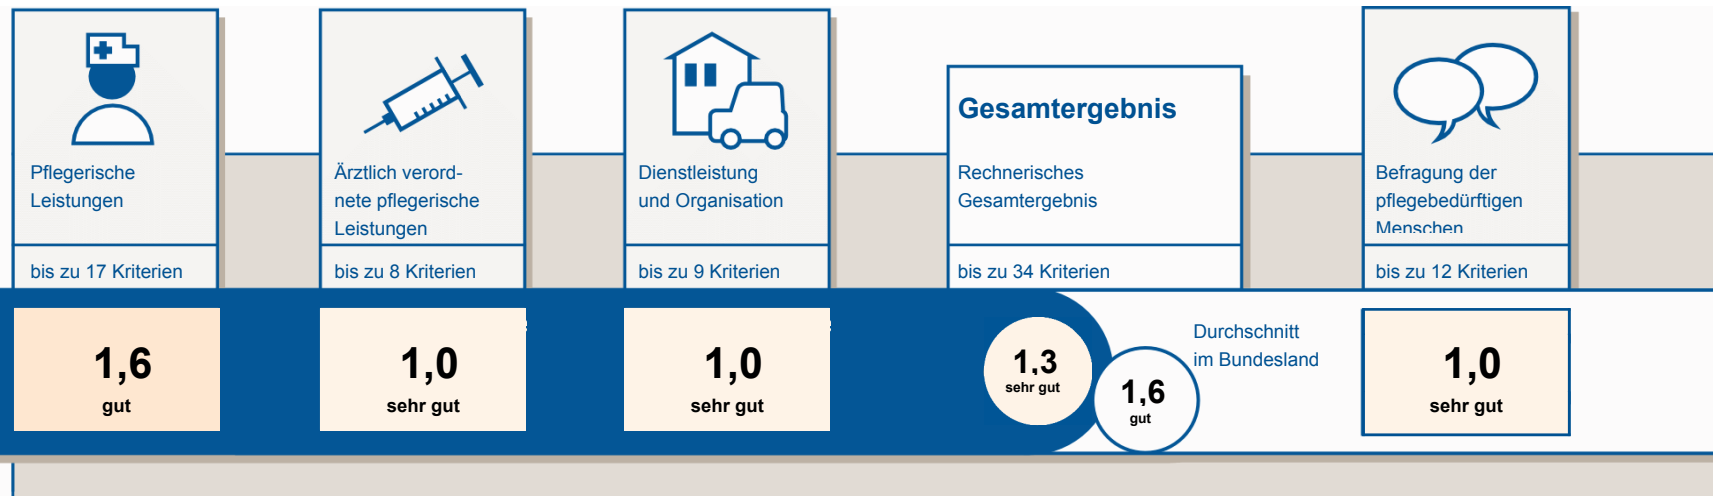 Pflegerische
Leistungen
bis zu 17 Kriterien
1,6
gut
Ärztlich verord-
nete pflegerische
Leistungen
bis zu 8 Kriterien
1,0
sehr gut
Dienstleistung
und Organisation
bis zu 9 Kriterien
1,0
sehr gut
Gesamtergebnis
Rechnerisches
Gesamtergebnis
bis zu 34 Kriterien
1,3
sehr gut
1,6
gut
Durchschnitt
im Bundesland
Befragung der
pflegebedürftigen
Menschen
bis zu 12 Kriterien
1,0
sehr gut